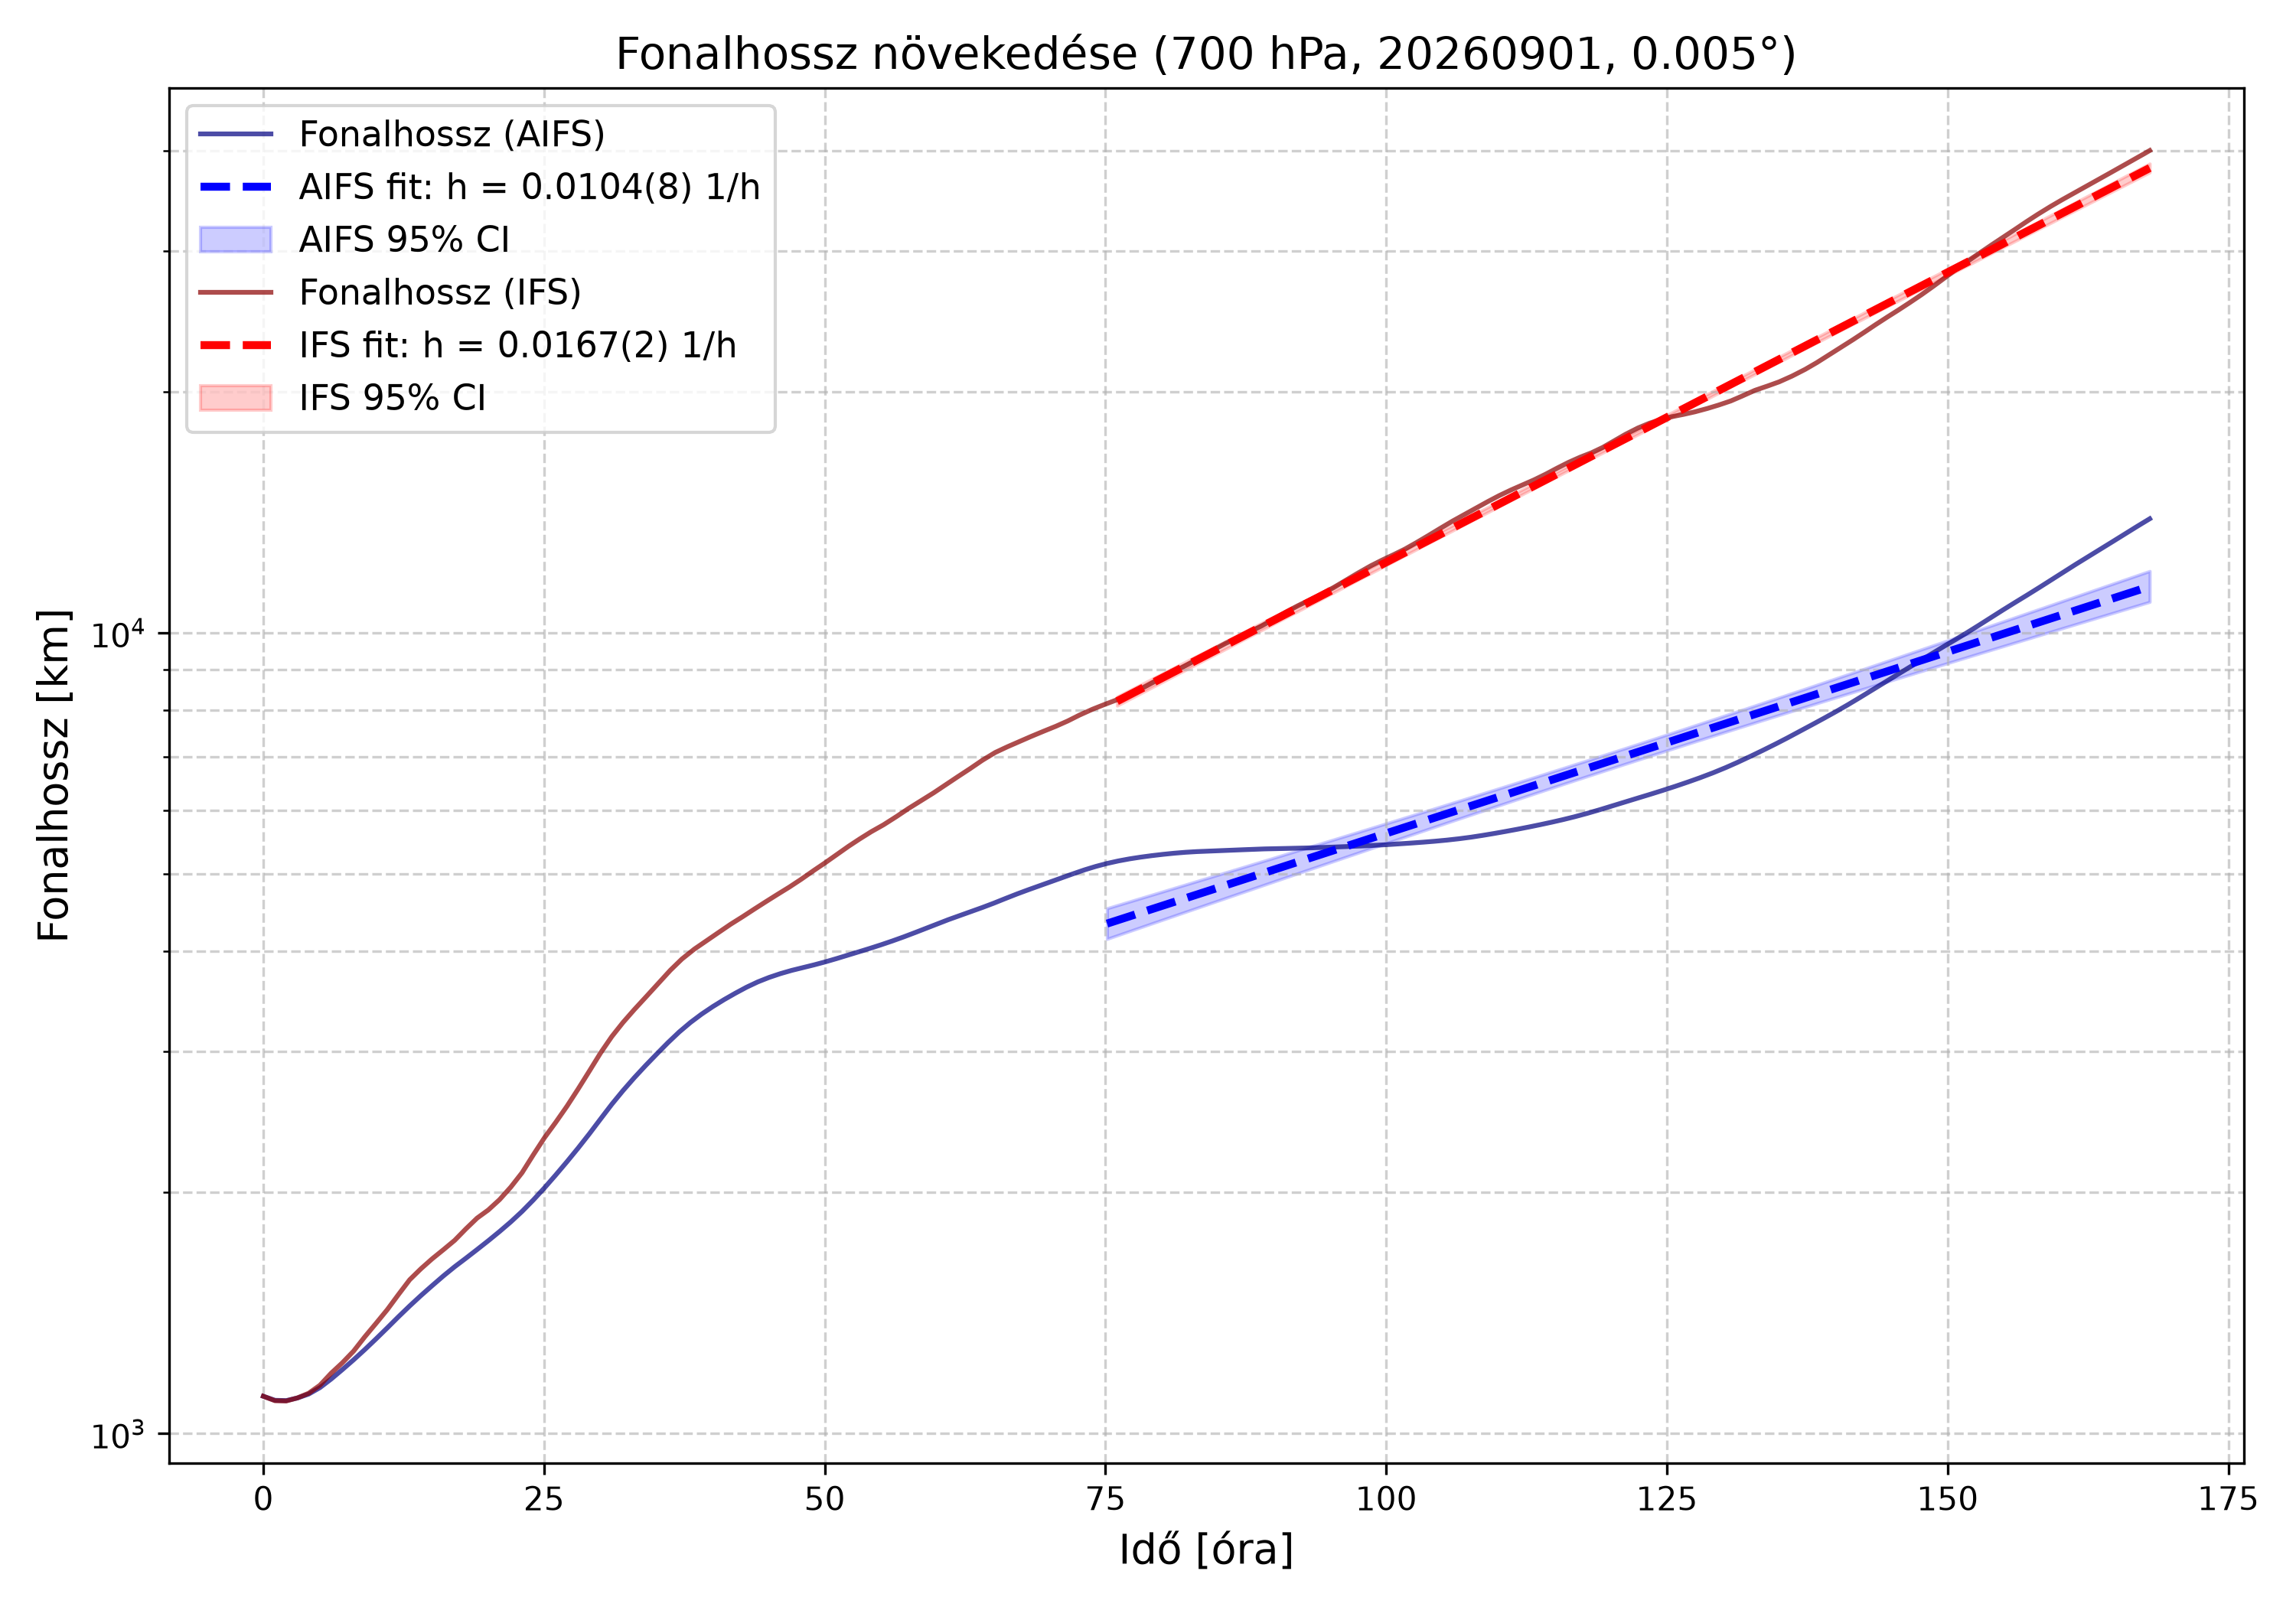 Fonalhossz növekedése (700 hPa, 20260901, 0.005°)
Fonalhossz (AIFS)
AIFS fit: h = 0.0104(8) 1/h
AIFS 95% CI
Fonalhossz (IFS)
IFS fit: h = 0.0167(2) 1/h
IFS 95% CI
Fonalhossz [km]
10⁴
10³
0 25 50 75 100 125 150 175
Idő [óra]